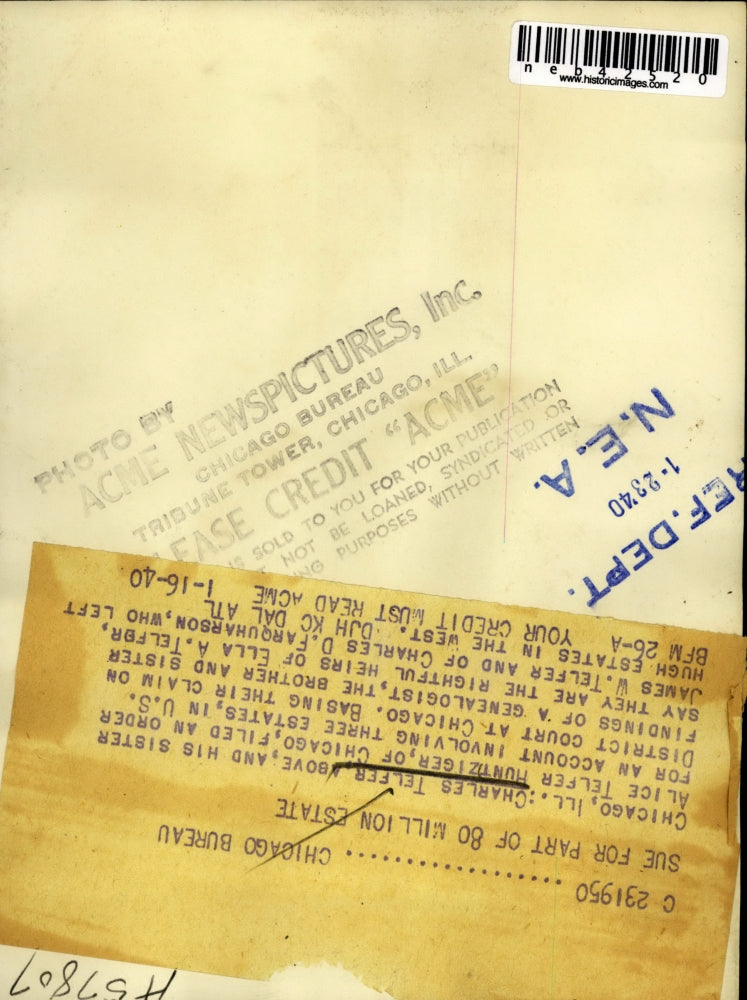 neb42520
www.historicimages.com
PHOTO BY
ACME NEWSPICTURES, Inc.
CHICAGO BUREAU
TRIBUNE TOWER, CHICAGO, ILL.
EASE CREDIT "ACME"
IS SOLD TO YOU FOR YOUR PUBLICATION
NOT BE LOANED, SYNDICATED OR
NG PURPOSES WITHOUT WRITTEN
REF. DEPT.
1-23'40
N.E.A.
C 231950 ................ CHICAGO BUREAU
SUE FOR PART OF 80 MILLION ESTATE
CHICAGO, ILL.:CHARLES TELFER ABOVE, AND HIS SISTER
ALICE TELFER HUNTZIGER, OF CHICAGO, FILED AN ORDER
FOR AN ACCOUNT INVOLVING THREE ESTATES, IN U.S.
DISTRICT COURT AT CHICAGO. BASING THEIR CLAIM ON
FINDINGS OF A GENEALOGIST, THE BROTHER AND SISTER
SAY THEY ARE THE RIGHTFUL HEIRS OF ELLA A. TELFER,
JAMES W. TELFER AND OF CHARLES D. FARQUHARSON, WHO LEFT
HUGH ESTATES IN THE WEST. DJH KC DAL ATL
BFM 26-A YOUR CREDIT MUST READ ACME 1-16-40
H57807